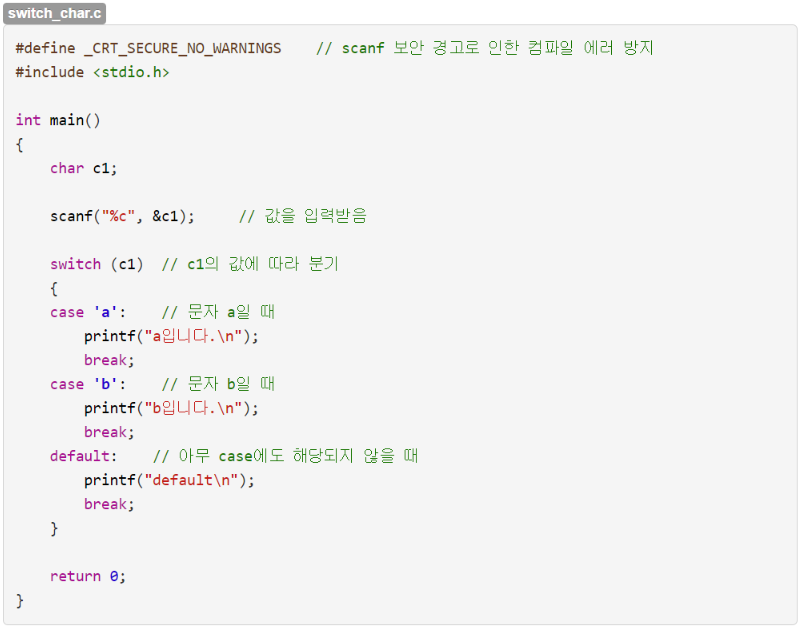 switch_char.c
#define _CRT_SECURE_NO_WARNINGS    // scanf 보안 경고로 인한 컴파일 에러 방지
#include <stdio.h>
int main()
{
    char c1;
    scanf("%c", &c1);     // 값을 입력받음
    switch (c1)  // c1의 값에 따라 분기
    {
    case 'a':    // 문자 a일 때
        printf("a입니다.\n");
        break;
    case 'b':    // 문자 b일 때
        printf("b입니다.\n");
        break;
    default:    // 아무 case에도 해당되지 않을 때
        printf("default\n");
        break;
    }
    return 0;
}